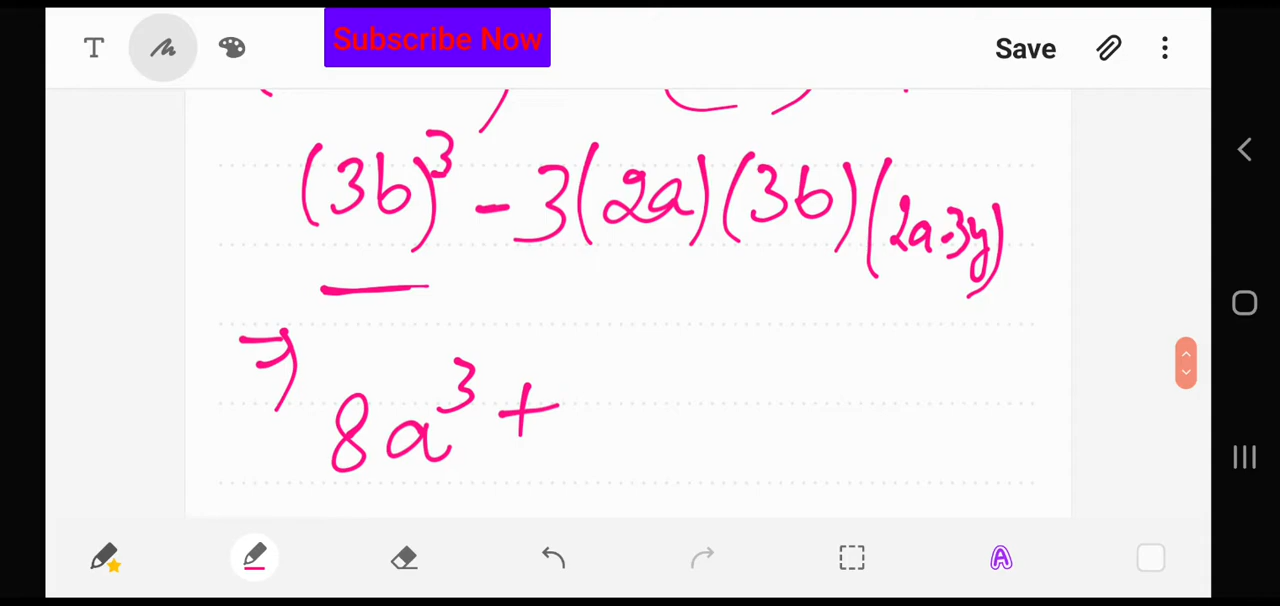 T Subscribe Now Save
(3b)³ - 3(2a)(3b)(2a-3y)
⇒ 8a³ +
A